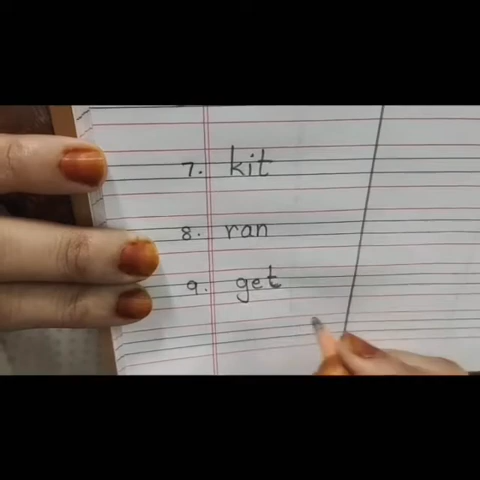 7. kit
8. ran
9. get